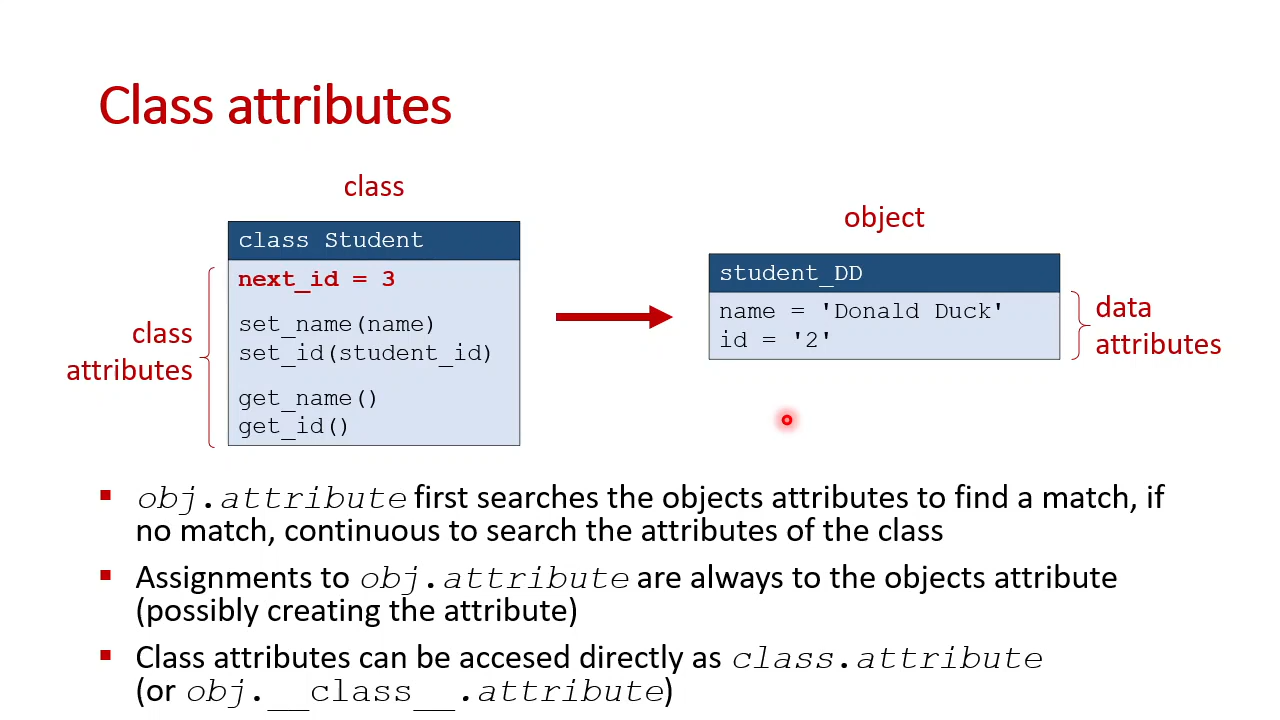 Class attributes
class
class Student
next_id = 3
set_name(name)
set_id(student_id)
get_name()
get_id()
class
attributes
object
student_DD
name = 'Donald Duck'
id = '2'
data
attributes
▪ obj.attribute first searches the objects attributes to find a match, if
no match, continuous to search the attributes of the class
▪ Assignments to obj.attribute are always to the objects attribute
(possibly creating the attribute)
▪ Class attributes can be accesed directly as class.attribute
(or obj.__class__.attribute)